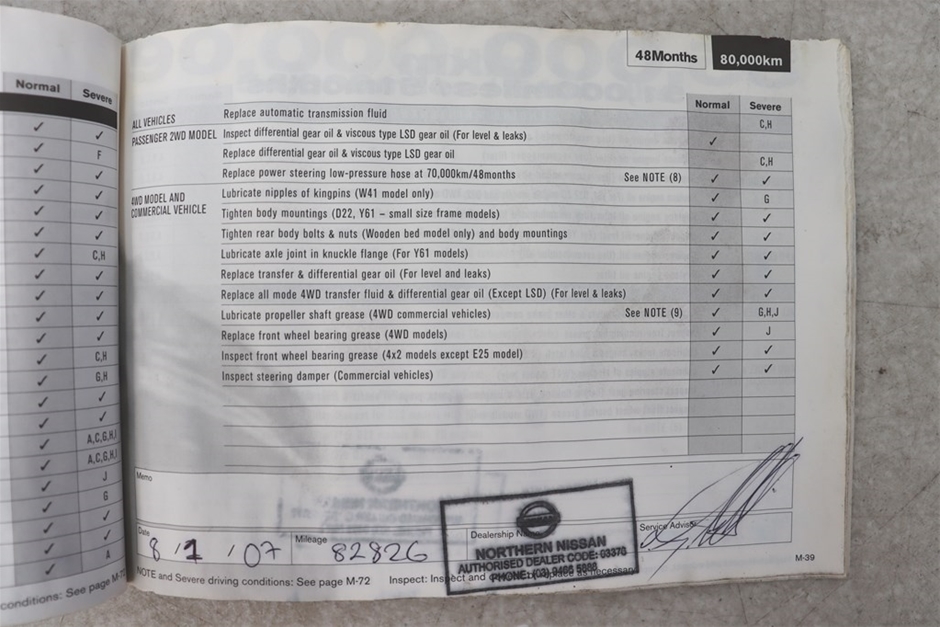 Normal Severe
✓ ✓
✓ F
✓ ✓
✓ ✓
✓ ✓
✓ ✓
✓ C,H
✓ ✓
✓ ✓
✓ ✓
✓ C,H
✓ G,H
✓ ✓
✓ ✓
✓ A,C,G,H,I
✓ A,C,G,H,I
✓ J
✓ G
✓ ✓
✓ A
✓
conditions: See page M-72
48Months 80,000km
Normal Severe
ALL VEHICLES Replace automatic transmission fluid C,H
PASSENGER 2WD MODEL Inspect differential gear oil & viscous type LSD gear oil (For level & leaks) ✓
Replace differential gear oil & viscous type LSD gear oil C,H
Replace power steering low-pressure hose at 70,000km/48months See NOTE (8) ✓ ✓
4WD MODEL AND COMMERCIAL VEHICLE Lubricate nipples of kingpins (W41 model only) ✓ G
Tighten body mountings (D22, Y61 – small size frame models) ✓ ✓
Tighten rear body bolts & nuts (Wooden bed model only) and body mountings ✓ ✓
Lubricate axle joint in knuckle flange (For Y61 models) ✓ ✓
Replace transfer & differential gear oil (For level and leaks) ✓ ✓
Replace all mode 4WD transfer fluid & differential gear oil (Except LSD) (For level & leaks) ✓ ✓
Lubricate propeller shaft grease (4WD commercial vehicles) See NOTE (9) ✓ G,H,J
Replace front wheel bearing grease (4WD models) ✓ J
Inspect front wheel bearing grease (4x2 models except E25 model) ✓ ✓
Inspect steering damper (Commercial vehicles) ✓ ✓
Memo
Date 8/1/07 Mileage 82826 Dealership Service Advisor
NISSAN
NORTHERN NISSAN
AUTHORISED DEALER CODE: 03370
PHONE: (03)
NOTE and Severe driving conditions: See page M-72 Inspect: Inspect and replace as necessary
M-39